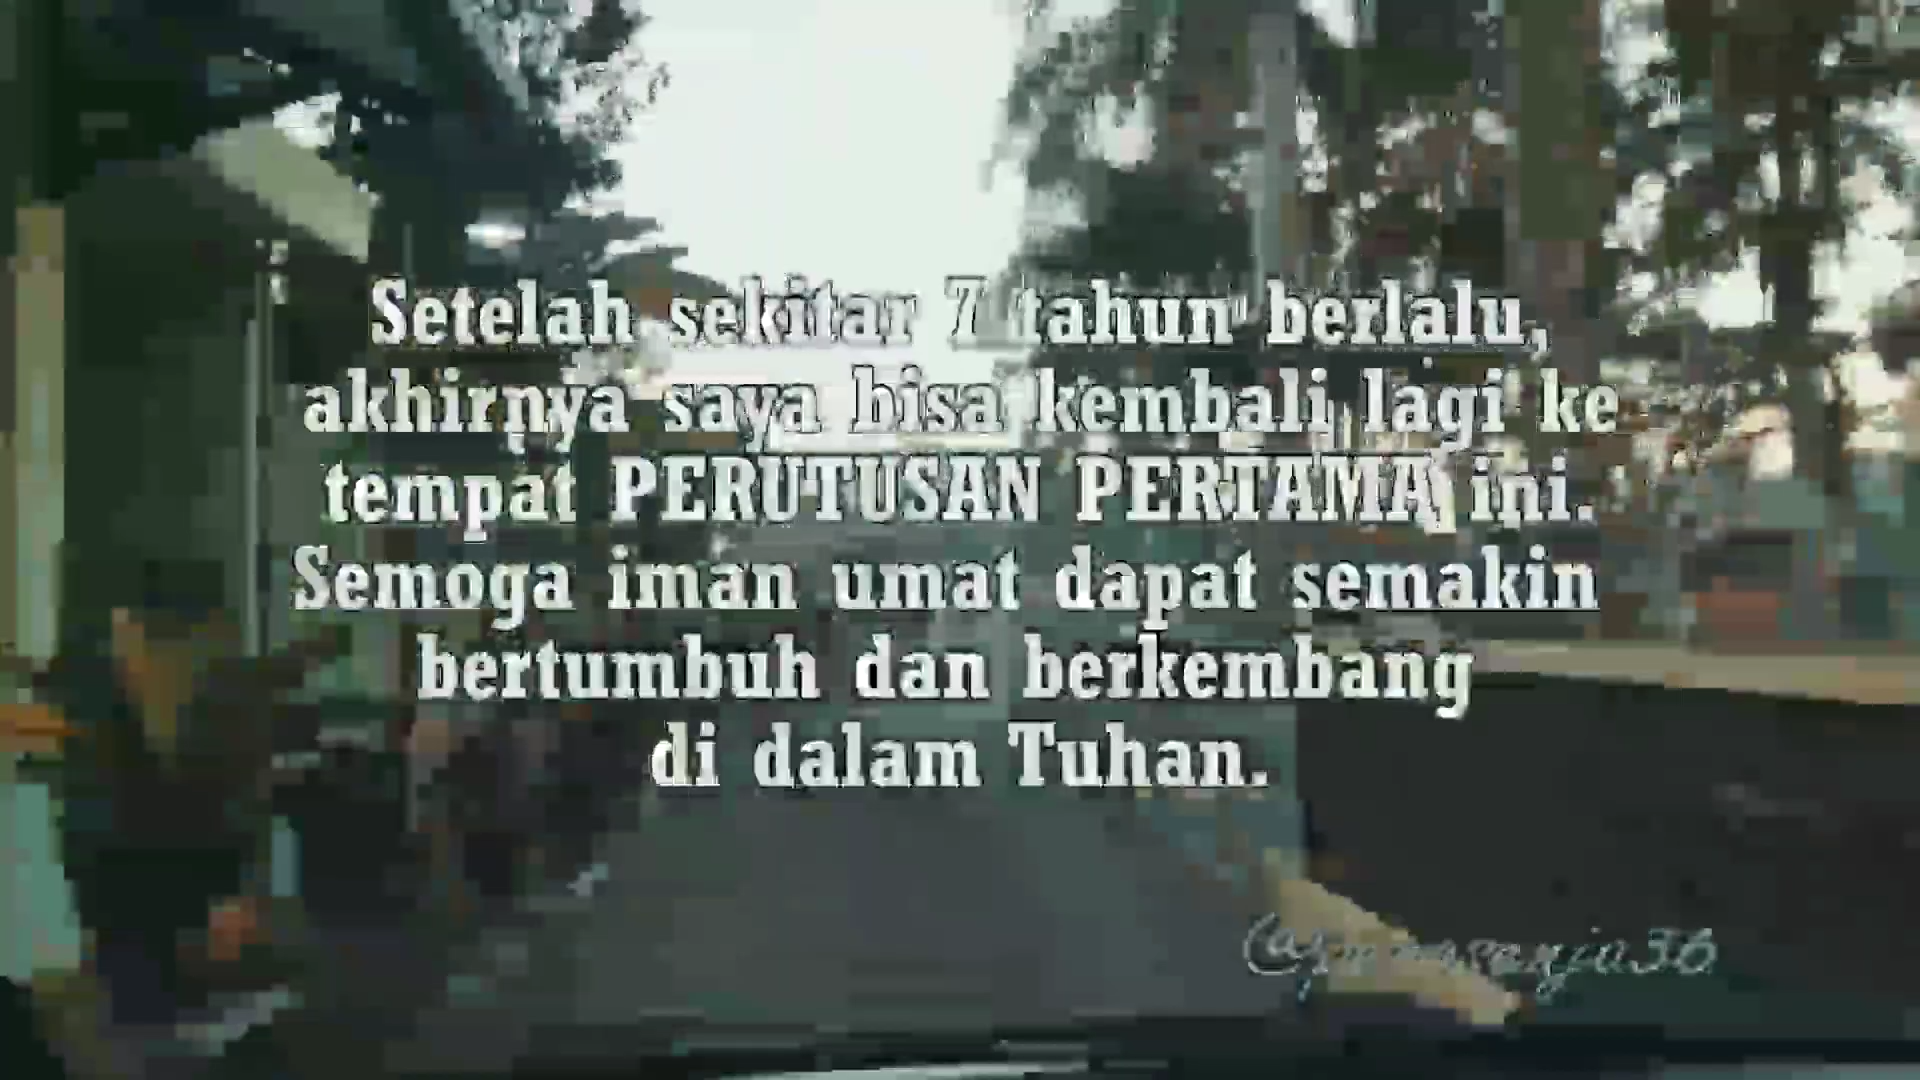 Setelah sekitar 7 tahun berlalu,
akhirnya saya bisa kembali lagi ke
tempat PERUTUSAN PERTAMA ini.
Semoga iman umat dapat semakin
bertumbuh dan berkembang
di dalam Tuhan.